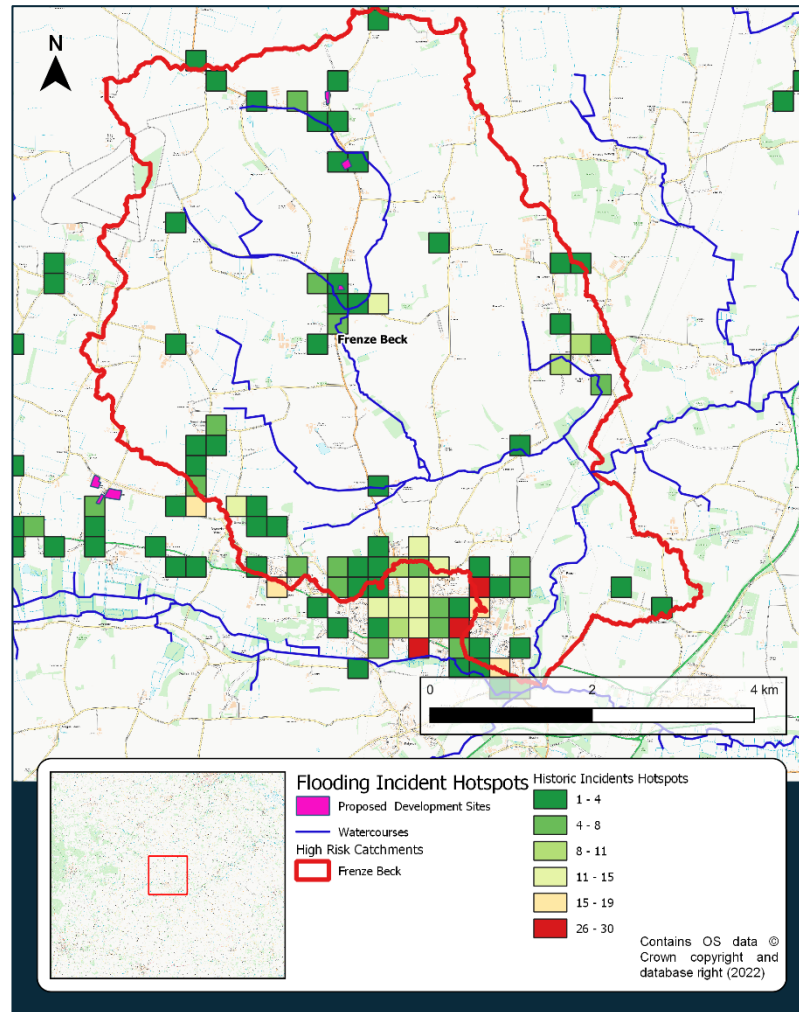 N
Frenze Beck
0 2 4 km
Flooding Incident Hotspots
Proposed Development Sites
Watercourses
High Risk Catchments
Frenze Beck
Historic Incidents Hotspots
1 - 4
4 - 8
8 - 11
11 - 15
15 - 19
26 - 30
Contains OS data ©
Crown copyright and
database right (2022)